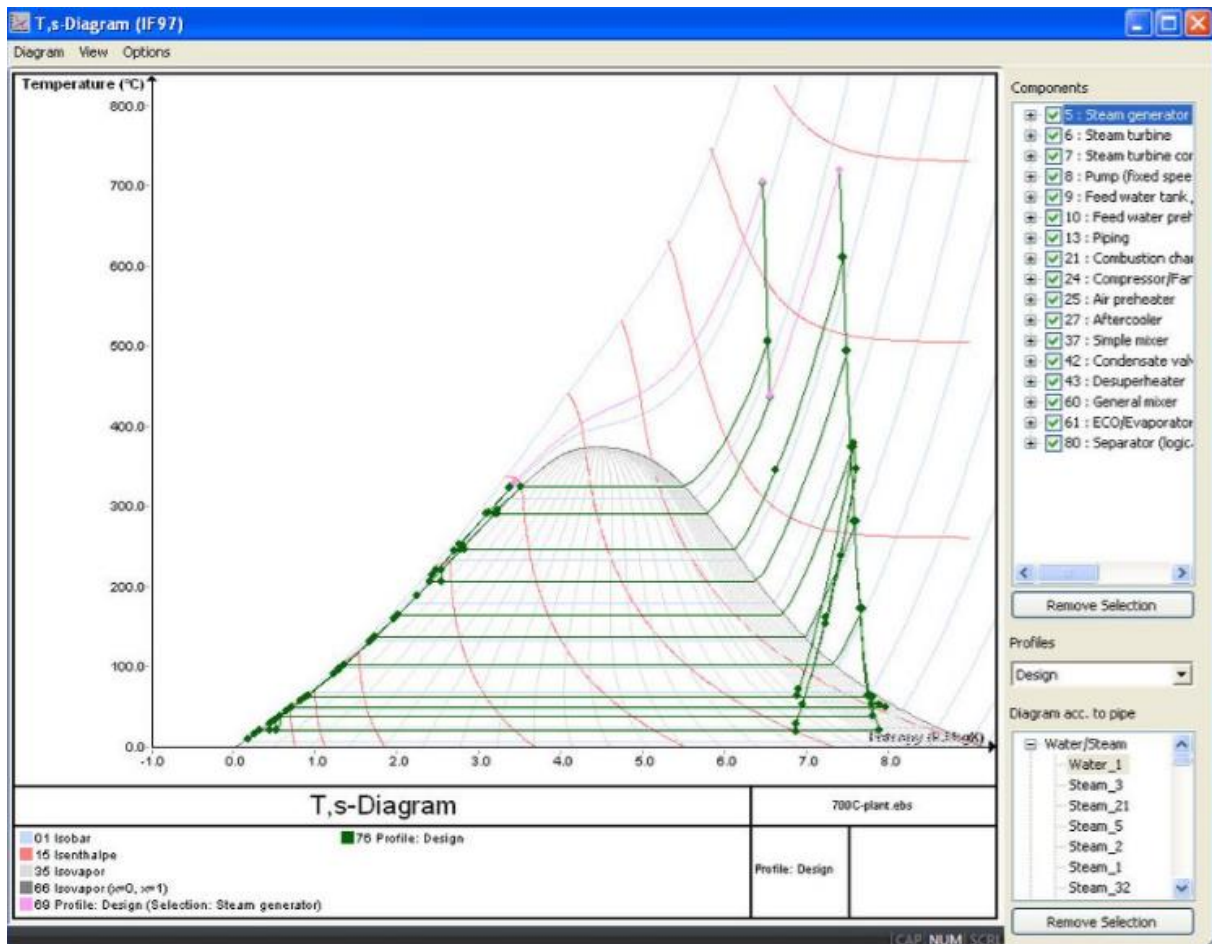 T,s-Diagram (IF97)
Diagram View Options
Temperature (°C)
800.0
700.0
600.0
500.0
400.0
300.0
200.0
100.0
0.0
-1.0 0.0 1.0 2.0 3.0 4.0 5.0 6.0 7.0 8.0
T,s-Diagram
700C-plant.ebs
01 Isobar
76 Profile: Design
15 Isenthalpe
35 Isovapor
66 Isovapor (x=0, x=1)
69 Profile: Design (Selection: Steam generator)
Profile: Design
Components
5 : Steam generator
6 : Steam turbine
7 : Steam turbine cor
8 : Pump (fixed spee
9 : Feed water tank,
10 : Feed water preh
13 : Piping
21 : Combustion cha
24 : Compressor/Far
25 : Air preheater
27 : Aftercooler
37 : Simple mixer
42 : Condensate valv
43 : Desuperheater
60 : General mixer
61 : ECO/Evaporator
80 : Separator (logic.
Remove Selection
Profiles
Design
Diagram acc. to pipe
Water/Steam
Water_1
Steam_3
Steam_21
Steam_5
Steam_2
Steam_1
Steam_32
Remove Selection
CAP NUM SCRL